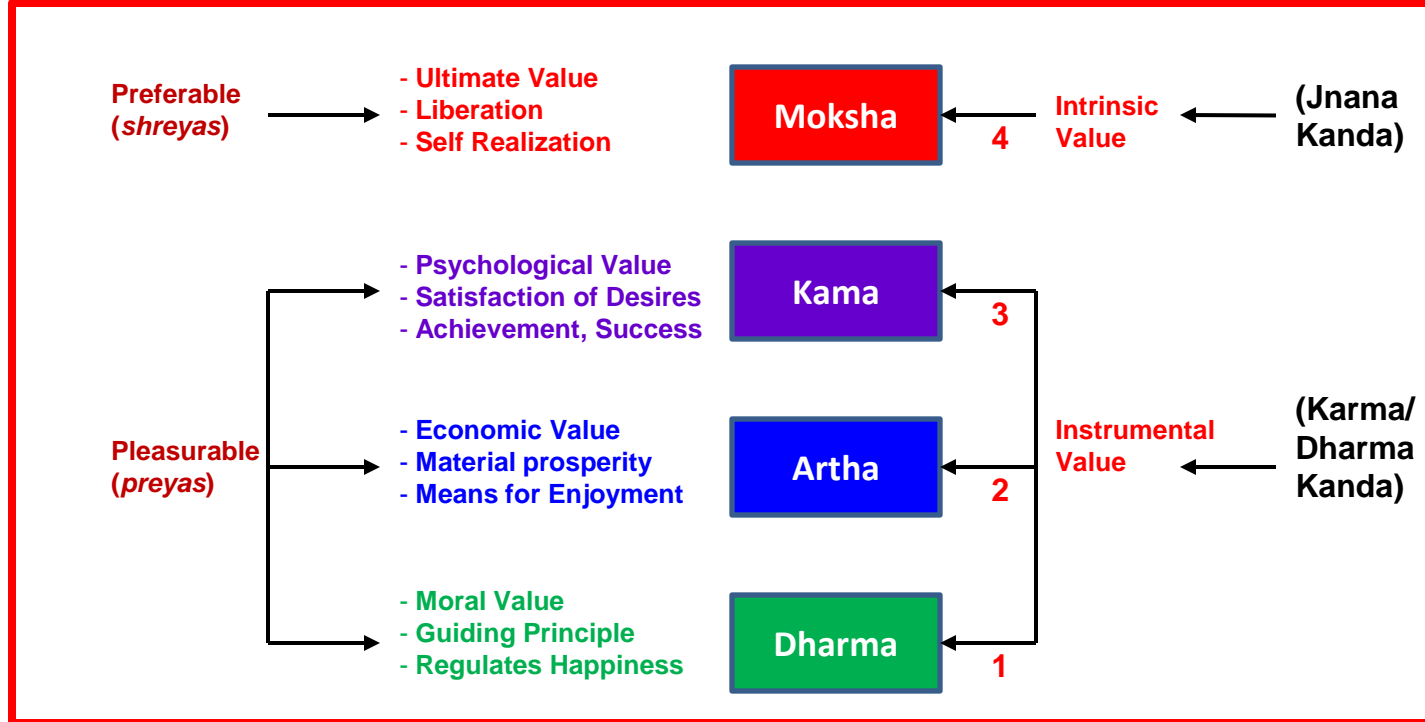 Preferable
(shreyas)
- Ultimate Value
- Liberation
- Self Realization
Moksha
4
Intrinsic
Value
(Jnana
Kanda)
- Psychological Value
- Satisfaction of Desires
- Achievement, Success
Kama
3
Pleasurable
(preyas)
- Economic Value
- Material prosperity
- Means for Enjoyment
Artha
2
Instrumental
Value
(Karma/
Dharma
Kanda)
- Moral Value
- Guiding Principle
- Regulates Happiness
Dharma
1